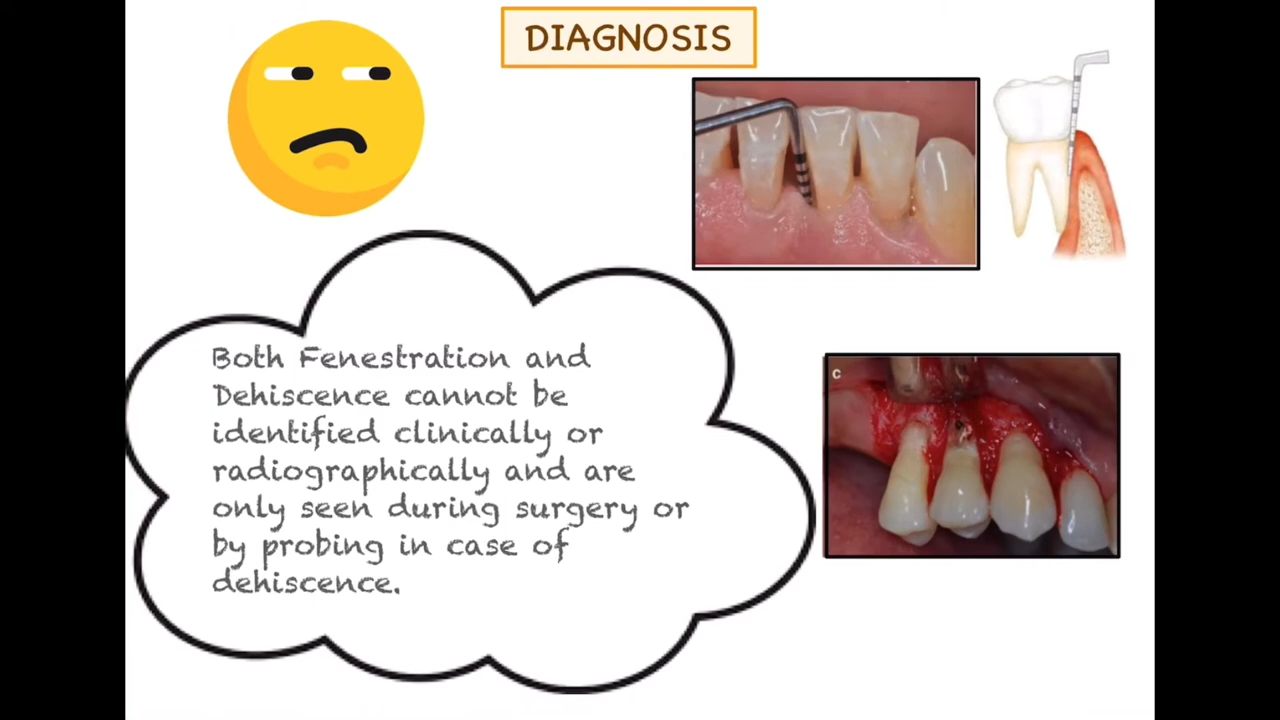 DIAGNOSIS
C
Both Fenestration and
Dehiscence cannot be
identified clinically or
radiographically and are
only seen during surgery or
by probing in case of
dehiscence.